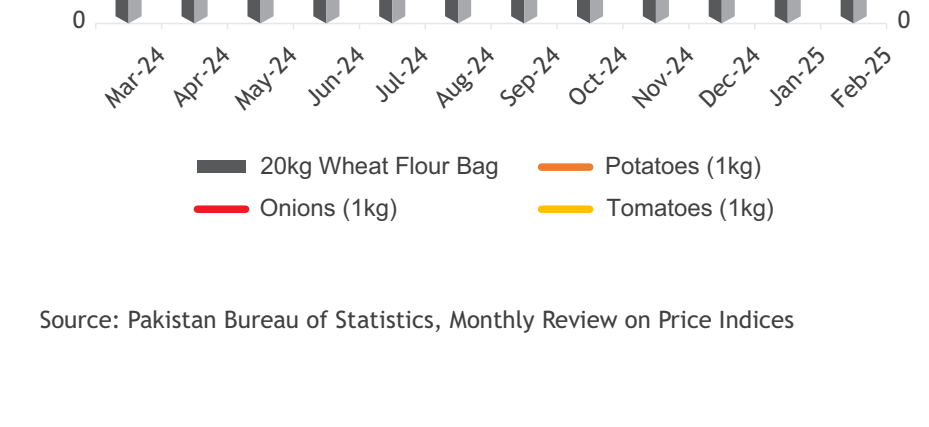 0 0
Mar-24 Apr-24 May-24 Jun-24 Jul-24 Aug-24 Sep-24 Oct-24 Nov-24 Dec-24 Jan-25 Feb-25
20kg Wheat Flour Bag Potatoes (1kg)
Onions (1kg) Tomatoes (1kg)
Source: Pakistan Bureau of Statistics, Monthly Review on Price Indices